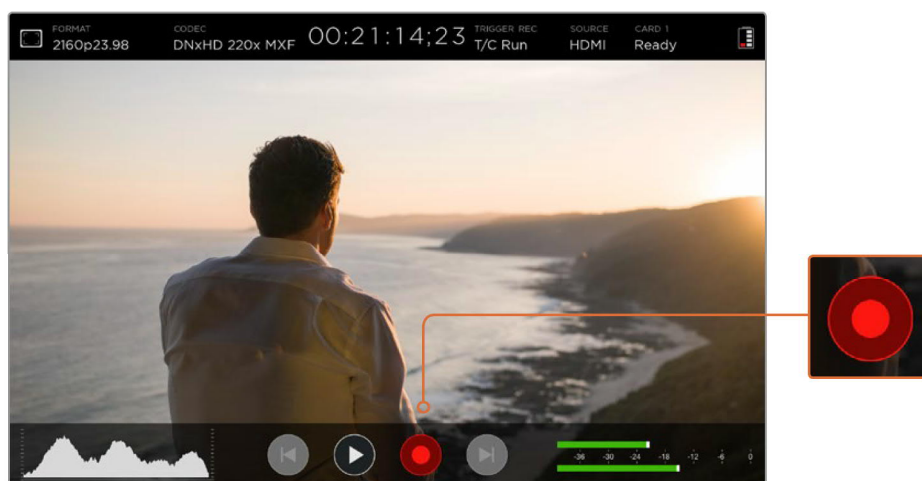 FORMAT
2160p23.98
CODEC
DNxHD 220x MXF
00:21:14;23
TRIGGER REC
T/C Run
SOURCE
HDMI
CARD 1
Ready
-36 -30 -24 -18 -12 -6 0